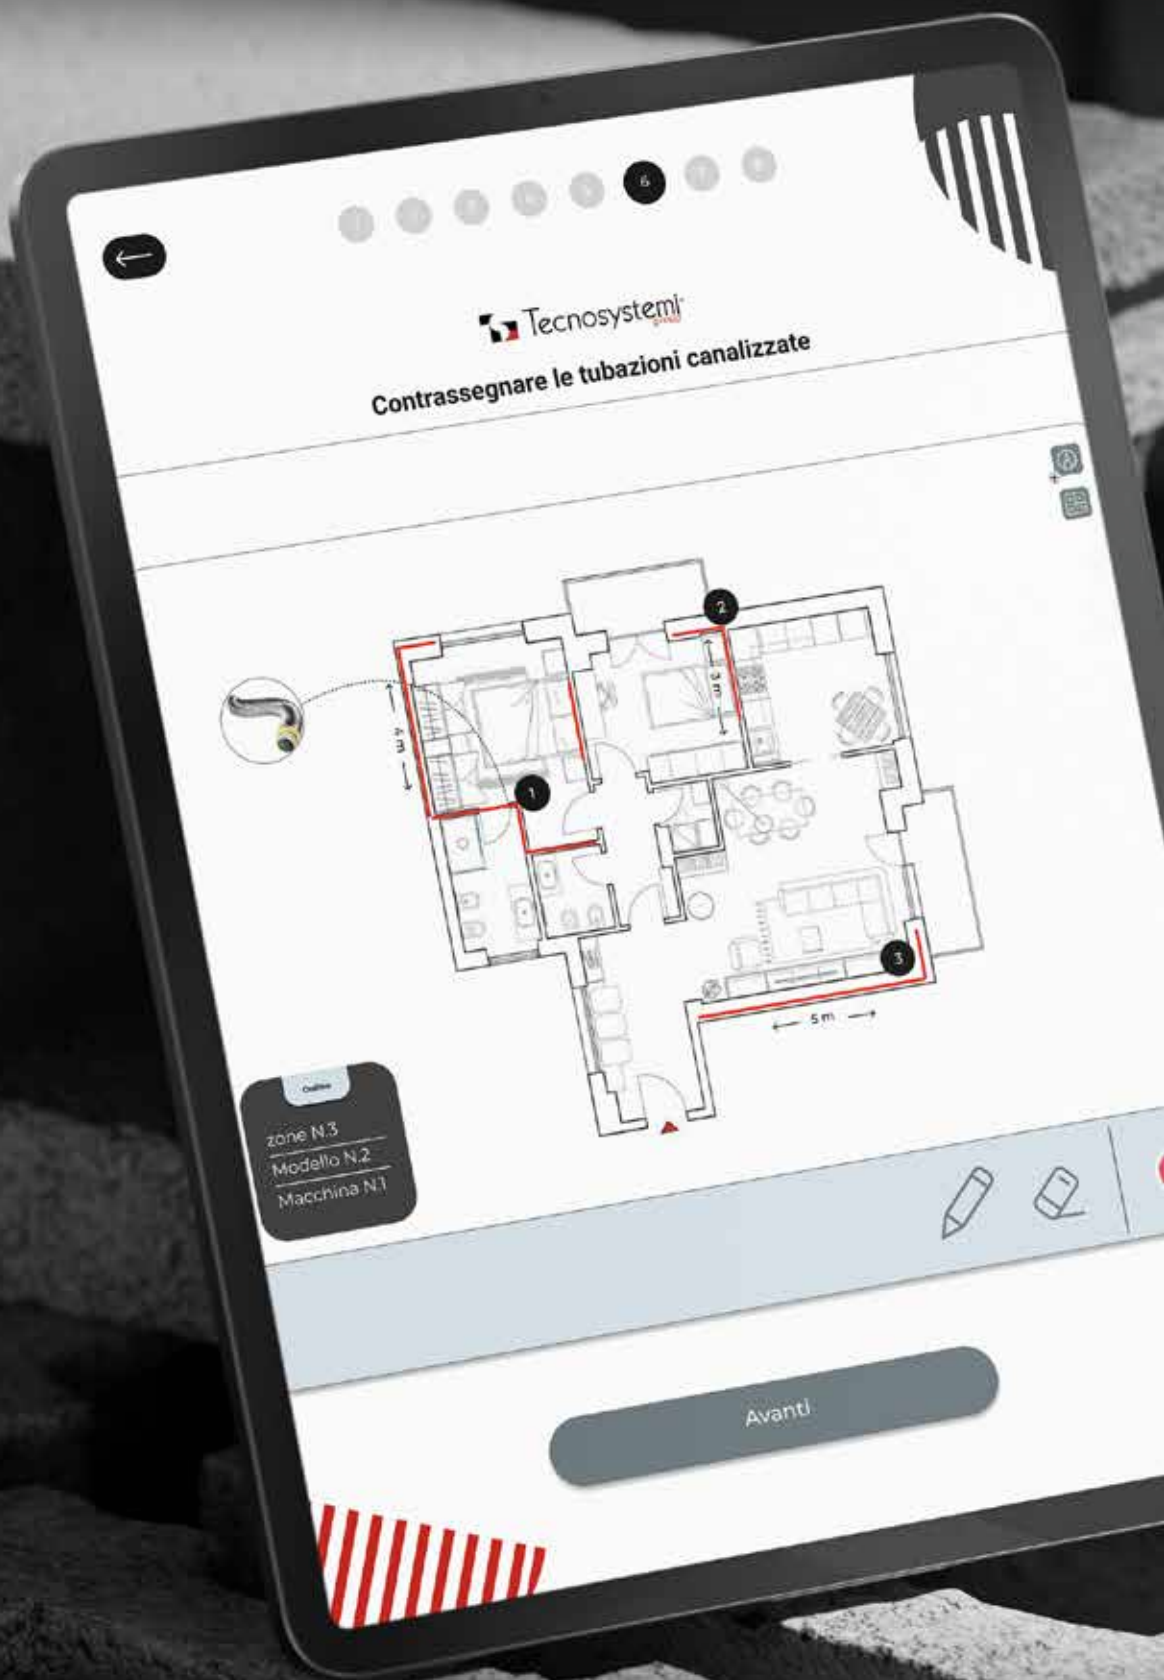 6
7
Tecnosystemi
Contrassegnare le tubazioni canalizzate
2
3 m
4 m
1
3
5 m
zone N.3
Modello N.2
Macchina N.1
Avanti